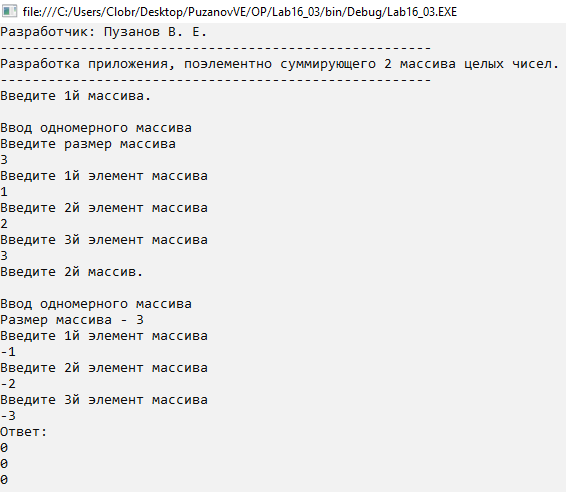 file:///C:/Users/Clobr/Desktop/PuzanovVE/OP/Lab16_03/bin/Debug/Lab16_03.EXE
Разработчик: Пузанов В. Е.
------------------------------------------------------
Разработка приложения, поэлементно суммирующего 2 массива целых чисел.
------------------------------------------------------
Введите 1й массива.
Ввод одномерного массива
Введите размер массива
3
Введите 1й элемент массива
1
Введите 2й элемент массива
2
Введите 3й элемент массива
3
Введите 2й массив.
Ввод одномерного массива
Размер массива - 3
Введите 1й элемент массива
-1
Введите 2й элемент массива
-2
Введите 3й элемент массива
-3
Ответ:
0
0
0